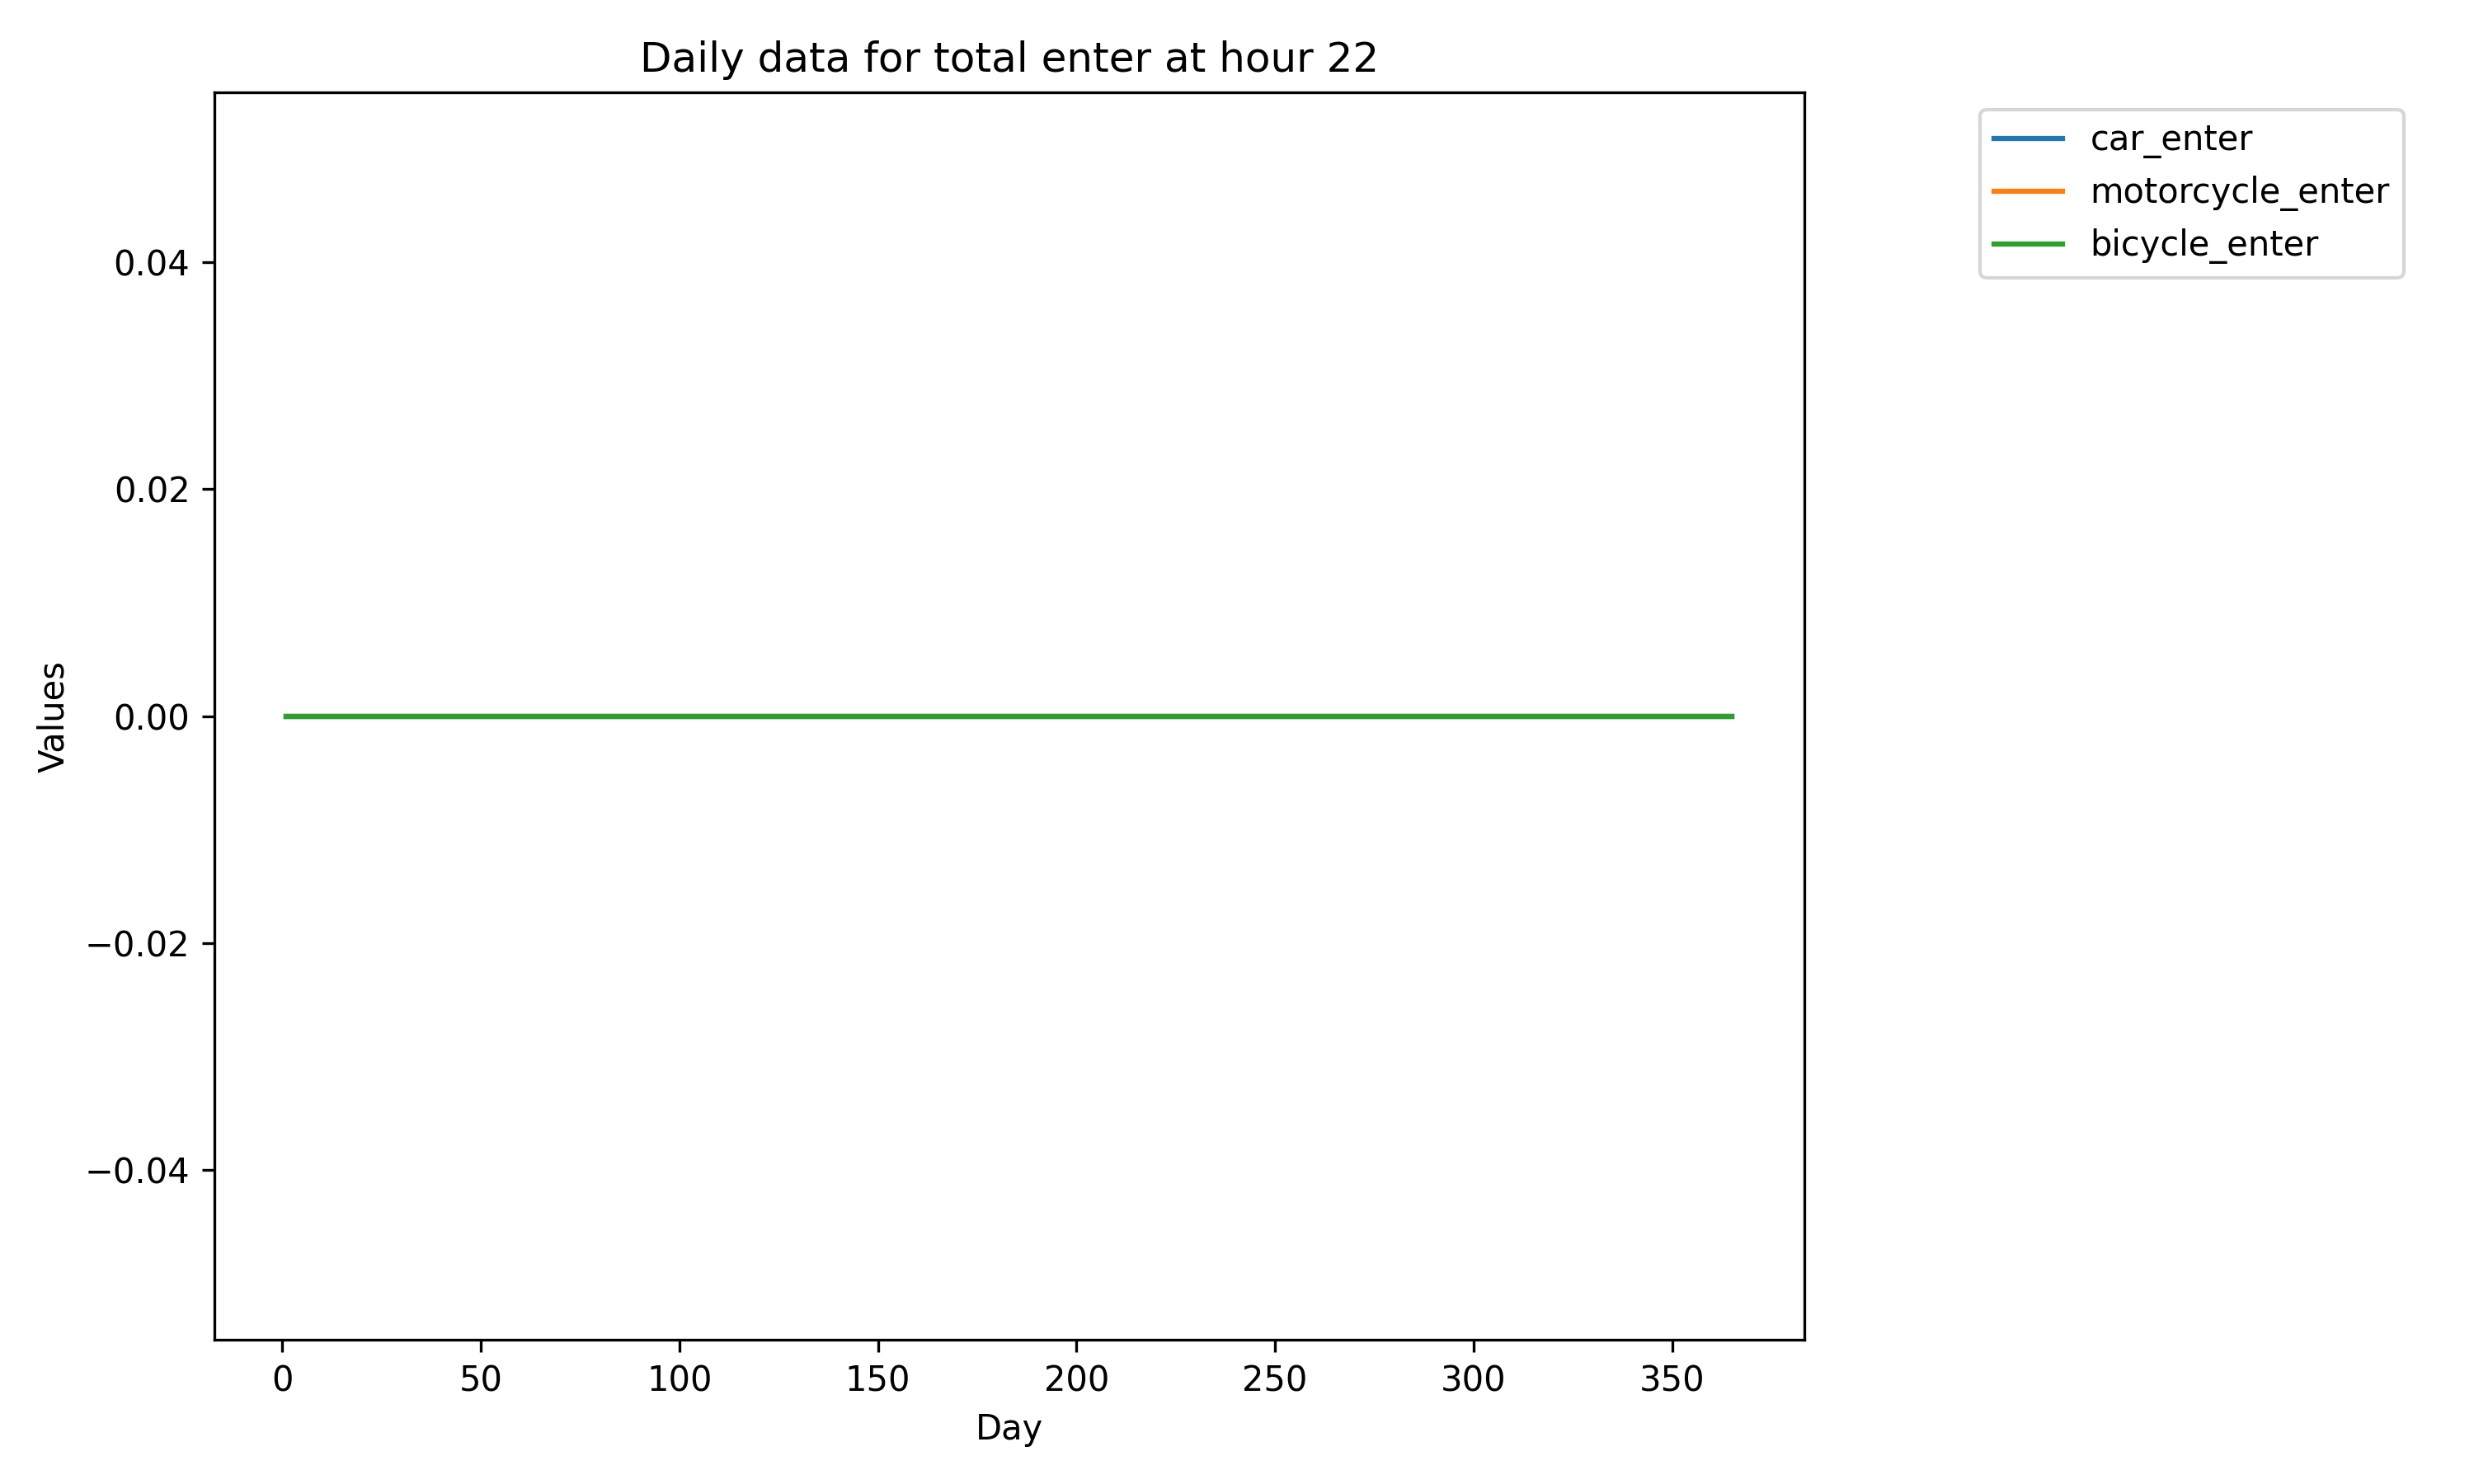 Daily data for total enter at hour 22
car_enter
motorcycle_enter
bicycle_enter
0.04
0.02
0.00
−0.02
−0.04
Values
0 50 100 150 200 250 300 350
Day